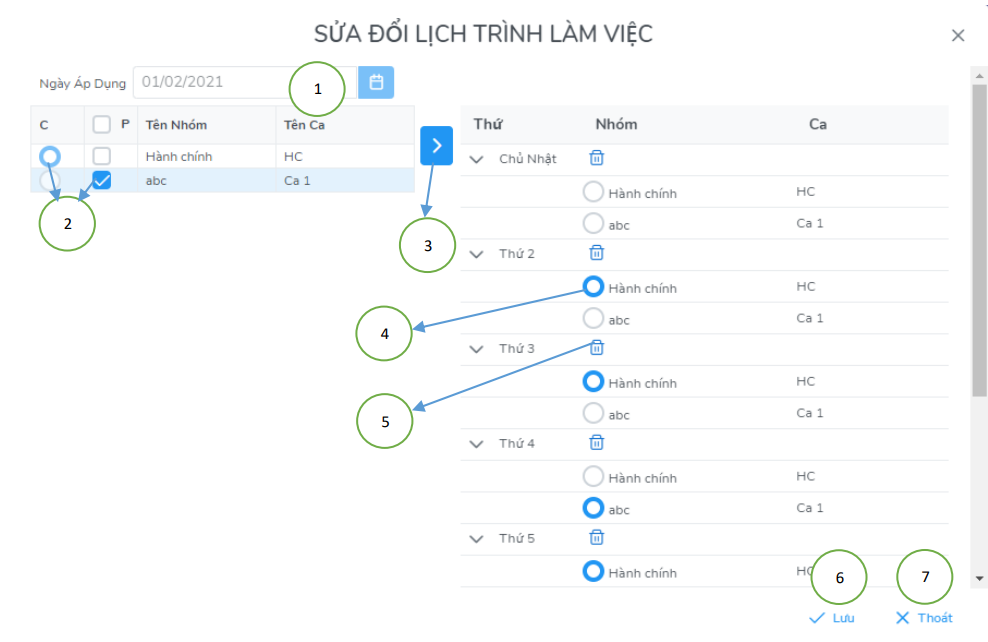 SỬA ĐỔI LỊCH TRÌNH LÀM VIỆC
Ngày Áp Dụng 01/02/2021
1
C P Tên Nhóm Tên Ca
Hành chính HC
abc Ca 1
2
3
4
5
Thứ Nhóm Ca
Chủ Nhật
Hành chính HC
abc Ca 1
Thứ 2
Hành chính HC
abc Ca 1
Thứ 3
Hành chính HC
abc Ca 1
Thứ 4
Hành chính HC
abc Ca 1
Thứ 5
Hành chính HC
6
7
Lưu Thoát